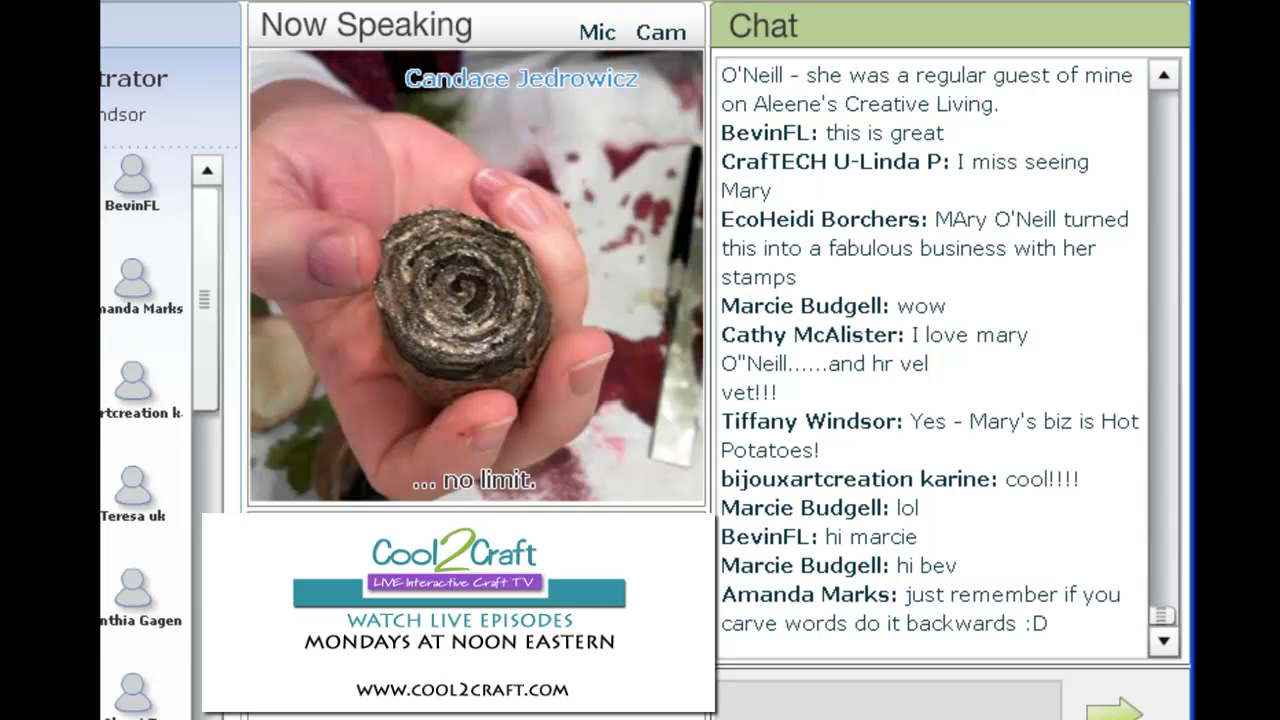 trator
ndsor
BevinFL
manda Marks
rtcreation k
Teresa uk
nthia Gagen
Now Speaking
Mic Cam
Candace Jedrowicz
... no limit.
Cool2Craft
LIVE Interactive Craft TV
WATCH LIVE EPISODES
MONDAYS AT NOON EASTERN
WWW.COOL2CRAFT.COM
Chat
O'Neill - she was a regular guest of mine
on Aleene's Creative Living.
BevinFL: this is great
CrafTECH U-Linda P: I miss seeing
Mary
EcoHeidi Borchers: MAry O'Neill turned
this into a fabulous business with her
stamps
Marcie Budgell: wow
Cathy McAlister: I love mary
O"Neill......and hr vel
vet!!!
Tiffany Windsor: Yes - Mary's biz is Hot
Potatoes!
bijouxartcreation karine: cool!!!!
Marcie Budgell: lol
BevinFL: hi marcie
Marcie Budgell: hi bev
Amanda Marks: just remember if you
carve words do it backwards :D